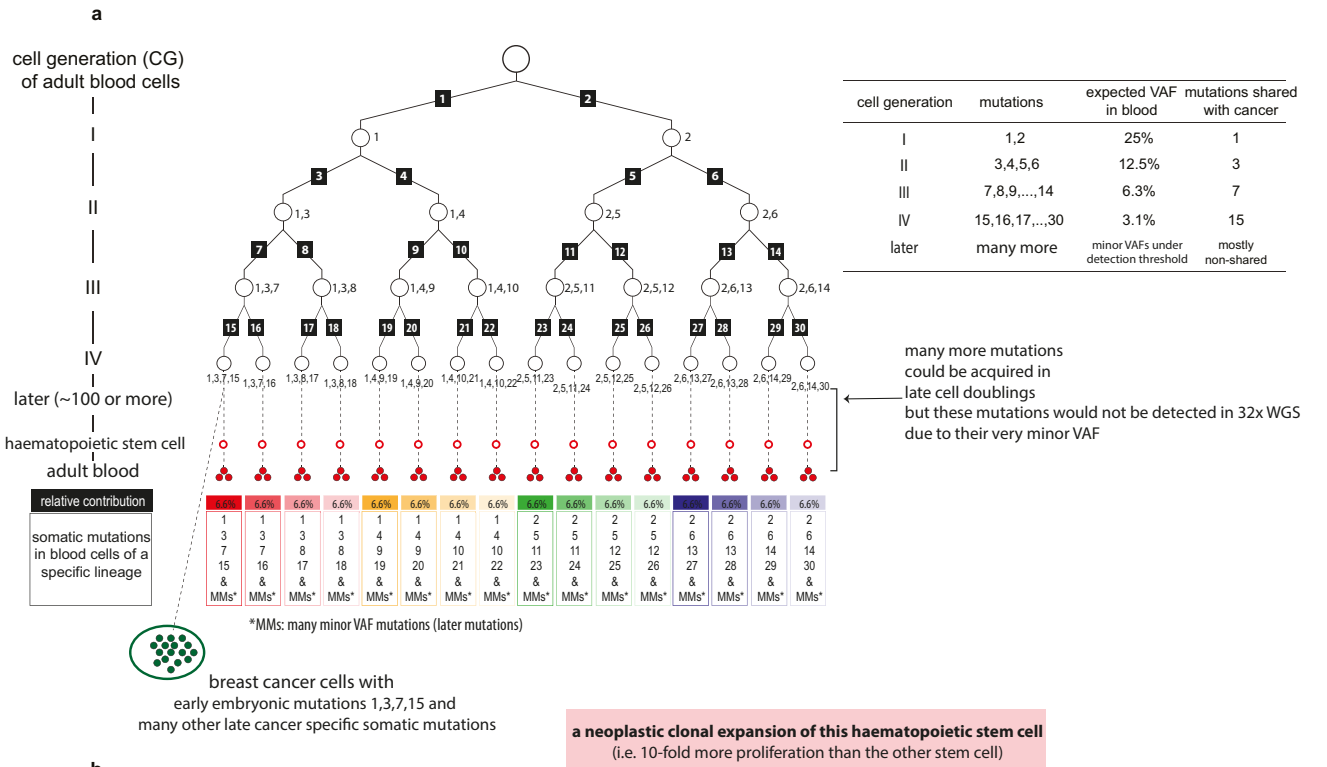 a
cell generation (CG)
of adult blood cells
1 2
I
1 2
3 4 5 6
II
1,3 1,4 2,5 2,6
7 8 9 10 11 12 13 14
III
1,3,7 1,3,8 1,4,9 1,4,10 2,5,11 2,5,12 2,6,13 2,6,14
15 16 17 18 19 20 21 22 23 24 25 26 27 28 29 30
IV
1,3,7,15 1,3,7,16 1,3,8,17 1,3,8,18 1,4,9,19 1,4,9,20 1,4,10,21 1,4,10,22 2,5,11,23 2,5,11,24 2,5,12,25 2,5,12,26 2,6,13,27 2,6,13,28 2,6,14,29 2,6,14,30
later (~100 or more)
haematopoietic stem cell
adult blood
relative contribution
6.6% 6.6% 6.6% 6.6% 6.6% 6.6% 6.6% 6.6% 6.6% 6.6% 6.6% 6.6% 6.6% 6.6% 6.6% 6.6%
somatic mutations
in blood cells of a
specific lineage
1 1 1 1 1 1 1 1 2 2 2 2 2 2 2 2
3 3 3 3 4 4 4 4 5 5 5 5 6 6 6 6
7 7 8 8 9 9 10 10 11 11 12 12 13 13 14 14
15 16 17 18 19 20 21 22 23 24 25 26 27 28 29 30
& & & & & & & & & & & & & & & &
MMs* MMs* MMs* MMs* MMs* MMs* MMs* MMs* MMs* MMs* MMs* MMs* MMs* MMs* MMs* MMs*
*MMs: many minor VAF mutations (later mutations)
breast cancer cells with
early embryonic mutations 1,3,7,15 and
many other late cancer specific somatic mutations
cell generation mutations expected VAF in blood mutations shared with cancer
I 1,2 25% 1
II 3,4,5,6 12.5% 3
III 7,8,9,...,14 6.3% 7
IV 15,16,17,..,30 3.1% 15
later many more minor VAFs under detection threshold mostly non-shared
many more mutations
could be acquired in
late cell doublings
but these mutations would not be detected in 32x WGS
due to their very minor VAF
a neoplastic clonal expansion of this haematopoietic stem cell
(i.e. 10-fold more proliferation than the other stem cell)